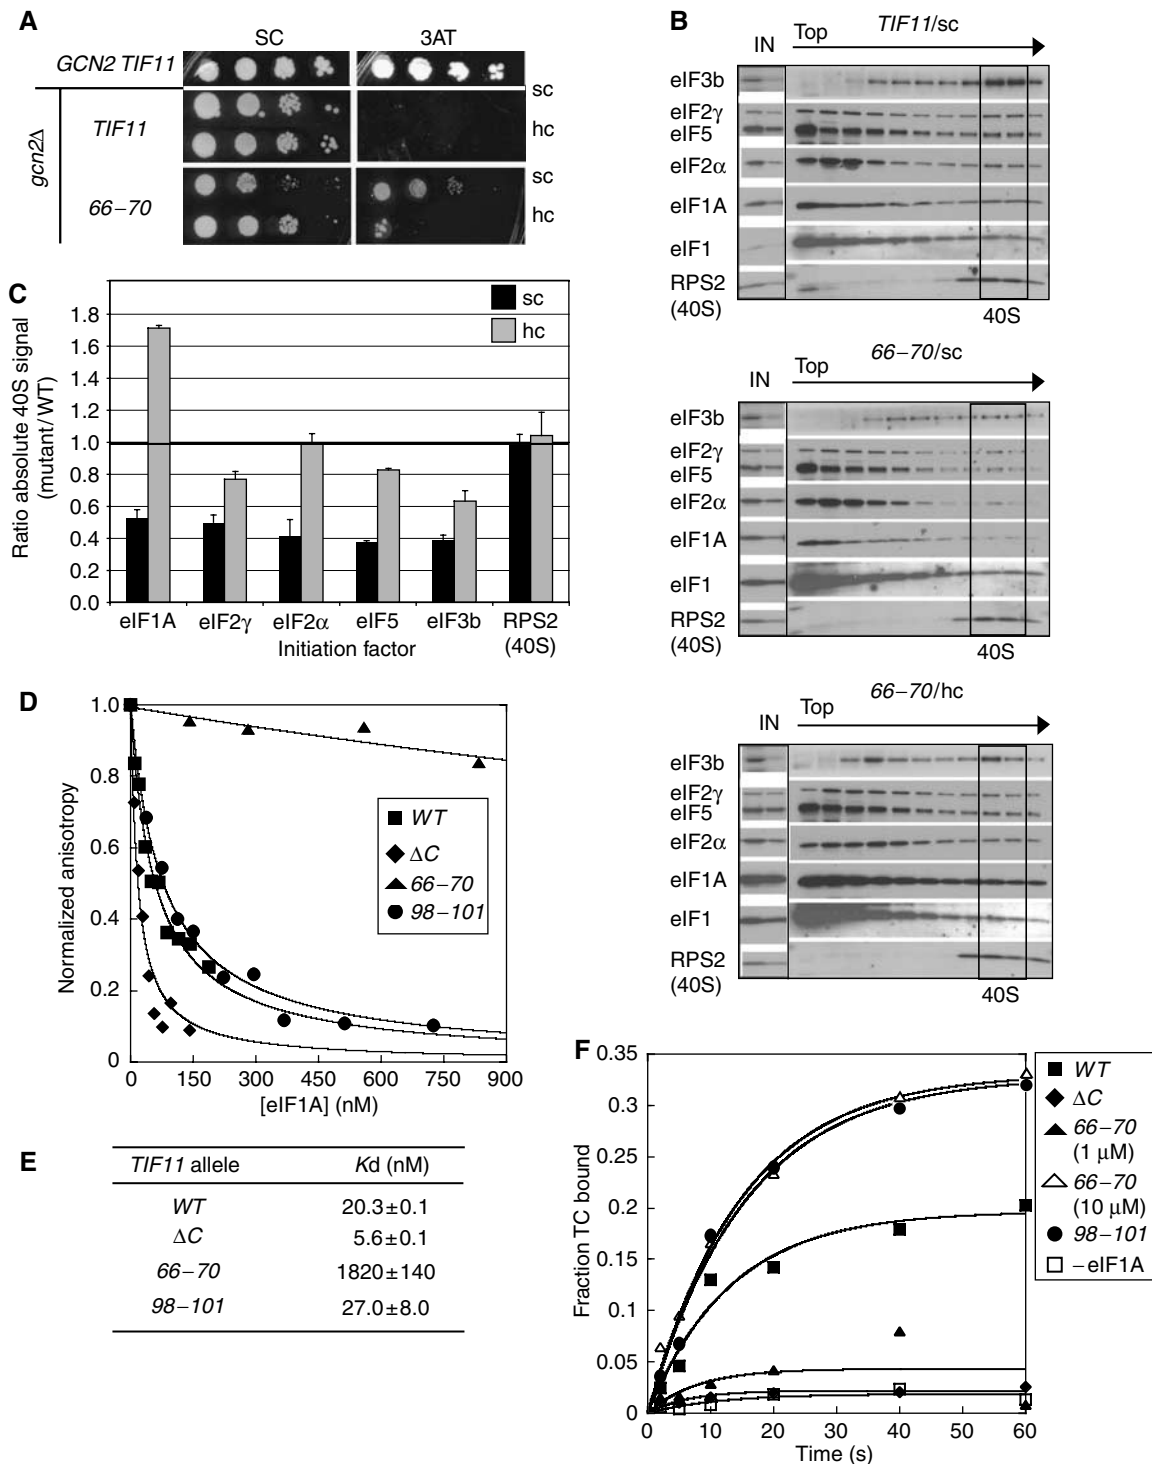 A
SC 3AT
GCN2 TIF11
gcn2Δ
TIF11
sc
hc
66–70
sc
hc
B
TIF11/sc
IN Top
eIF3b
eIF2γ
eIF5
eIF2α
eIF1A
eIF1
RPS2
(40S)
40S
66–70/sc
IN Top
eIF3b
eIF2γ
eIF5
eIF2α
eIF1A
eIF1
RPS2
(40S)
40S
66–70/hc
IN Top
eIF3b
eIF2γ
eIF5
eIF2α
eIF1A
eIF1
RPS2
(40S)
40S
C
Ratio absolute 40S signal
(mutant/WT)
1.8
1.6
1.4
1.2
1.0
0.8
0.6
0.4
0.2
0.0
sc
hc
eIF1A eIF2γ eIF2α eIF5 eIF3b RPS2
(40S)
Initiation factor
D
Normalized anisotropy
1.0
0.8
0.6
0.4
0.2
0
WT
ΔC
66–70
98–101
0 150 300 450 600 750 900
[eIF1A] (nM)
E
TIF11 allele Kd (nM)
WT 20.3±0.1
ΔC 5.6±0.1
66–70 1820±140
98–101 27.0±8.0
F
Fraction TC bound
0.35
0.3
0.25
0.2
0.15
0.1
0.05
0
0 10 20 30 40 50 60
Time (s)
WT
ΔC
66–70
(1 μM)
66–70
(10 μM)
98–101
–eIF1A